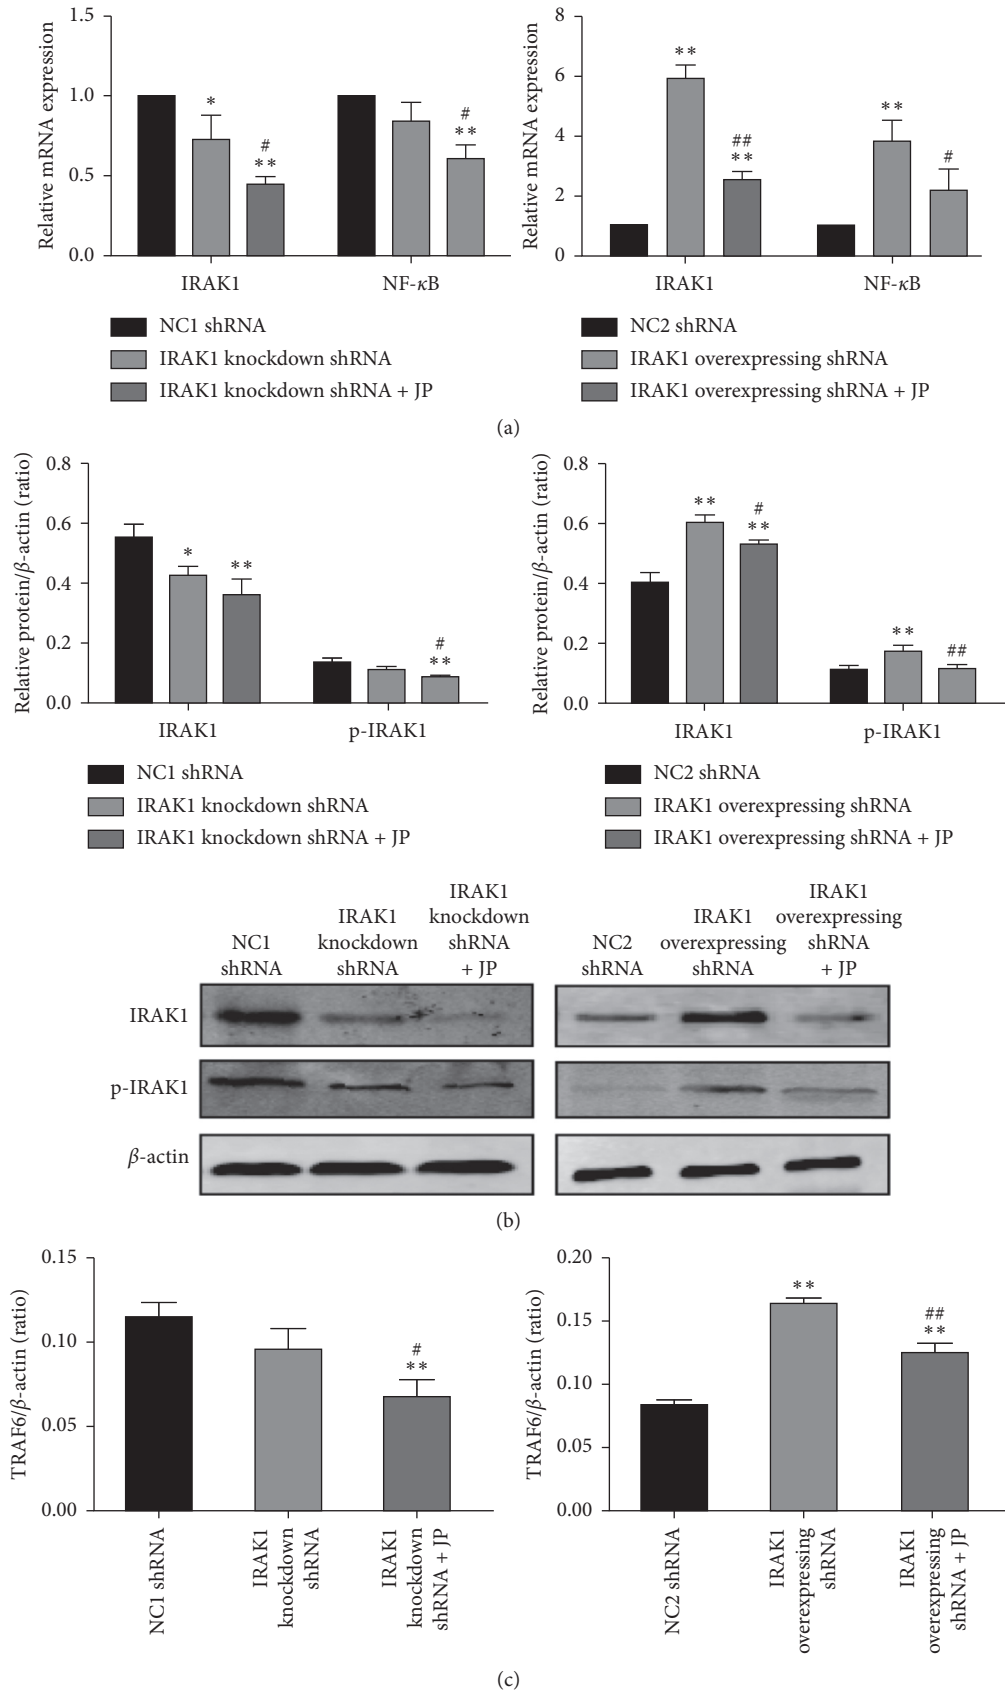 Relative mRNA expression
1.5
1.0
0.5
0.0
*
#
**
#
**
IRAK1
NF-κB
NC1 shRNA
IRAK1 knockdown shRNA
IRAK1 knockdown shRNA + JP
Relative mRNA expression
8
6
4
2
0
**
##
**
**
#
IRAK1
NF-κB
NC2 shRNA
IRAK1 overexpressing shRNA
IRAK1 overexpressing shRNA + JP
(a)
Relative protein/β-actin (ratio)
0.8
0.6
0.4
0.2
0.0
*
**
#
**
IRAK1
p-IRAK1
NC1 shRNA
IRAK1 knockdown shRNA
IRAK1 knockdown shRNA + JP
Relative protein/β-actin (ratio)
0.8
0.6
0.4
0.2
0.0
**
#
**
**
##
IRAK1
p-IRAK1
NC2 shRNA
IRAK1 overexpressing shRNA
IRAK1 overexpressing shRNA + JP
NC1
shRNA
IRAK1
knockdown
shRNA
IRAK1
knockdown
shRNA
+ JP
NC2
shRNA
IRAK1
overexpressing
shRNA
IRAK1
overexpressing
shRNA
+ JP
IRAK1
p-IRAK1
β-actin
(b)
TRAF6/β-actin (ratio)
0.15
0.10
0.05
0.00
#
**
NC1 shRNA
IRAK1
knockdown
shRNA
IRAK1
knockdown
shRNA + JP
TRAF6/β-actin (ratio)
0.20
0.15
0.10
0.05
0.00
**
##
**
NC2 shRNA
IRAK1
overexpressing
shRNA
IRAK1
overexpressing
shRNA + JP
(c)